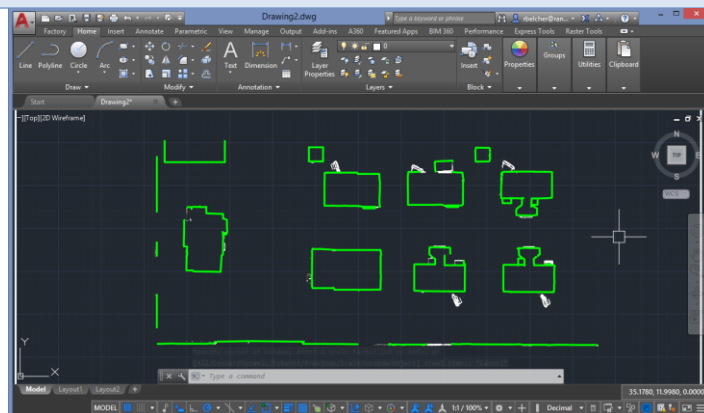 Drawing2.dwg
Type a keyword or phrase
rbelcher@ran...
Factory Home Insert Annotate Parametric View Manage Output Add-ins A360 Featured Apps BIM 360 Performance Express Tools Raster Tools
Line Polyline Circle Arc Text Dimension Layer Properties 0 Insert Properties Groups Utilities Clipboard
Draw Modify Annotation Layers Block
Start Drawing2*
[-][Top][2D Wireframe]
N
W TOP E
S
WCS
Y
X
Type a command
Model Layout1 Layout2 +
35.1780, 11.9980, 0.0000
MODEL 1:1 / 100% Decimal